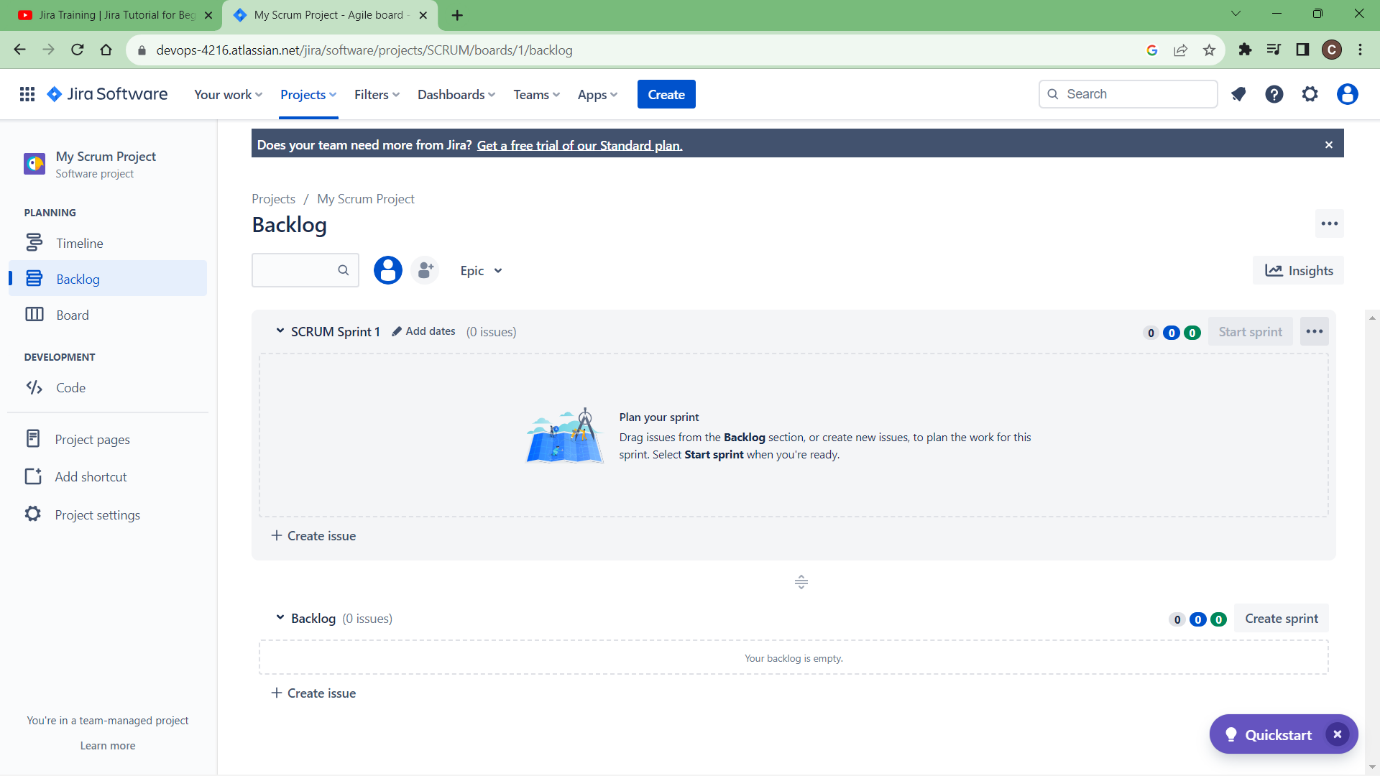 Jira Training | Jira Tutorial for Beg
My Scrum Project - Agile board -
devops-4216.atlassian.net/jira/software/projects/SCRUM/boards/1/backlog
G
C
Jira Software
Your work
Projects
Filters
Dashboards
Teams
Apps
Create
Search
My Scrum Project
Software project
Does your team need more from Jira? Get a free trial of our Standard plan.
PLANNING
Timeline
Backlog
Board
DEVELOPMENT
Code
Project pages
Add shortcut
Project settings
You're in a team-managed project
Learn more
Projects / My Scrum Project
Backlog
Epic
Insights
SCRUM Sprint 1 Add dates (0 issues)
0 0 0 Start sprint
Plan your sprint
Drag issues from the Backlog section, or create new issues, to plan the work for this
sprint. Select Start sprint when you're ready.
+ Create issue
Backlog (0 issues)
0 0 0 Create sprint
Your backlog is empty.
+ Create issue
Quickstart